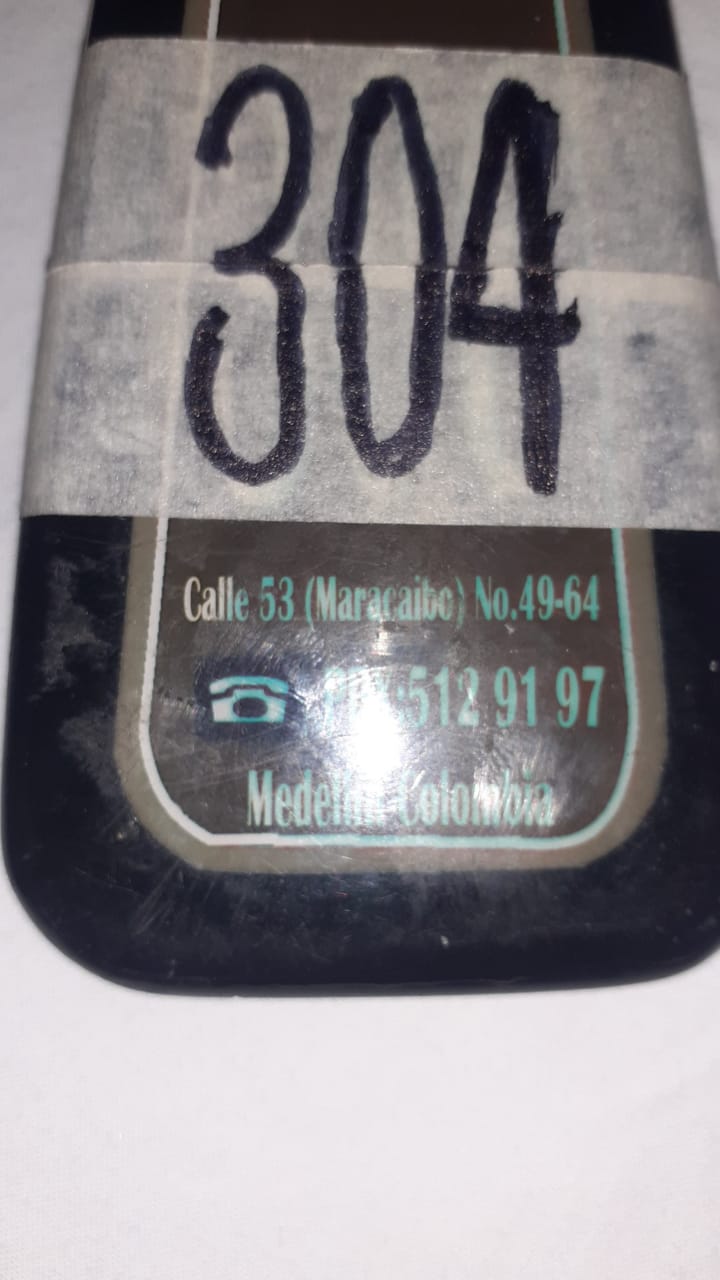 304
Calle 53 (Maracaibo) No.49-64
512 91 97
Medellín Colombia